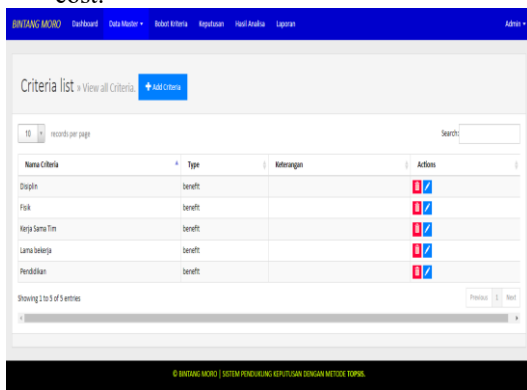 cost.
BINTANG MORO Dashboard Data Master Bobot Kriteria Keputusan Hasil Analisa Laporan Admin
Criteria list » View all Criteria. + Add Criteria
10 records per page Search:
Nama Criteria Type Keterangan Actions
Disiplin benefit
Fisik benefit
Kerja Sama Tim benefit
Lama bekerja benefit
Pendidikan benefit
Showing 1 to 5 of 5 entries Previous 1 Next
© BINTANG MORO | SISTEM PENDUKUNG KEPUTUSAN DENGAN METODE TOPSIS.